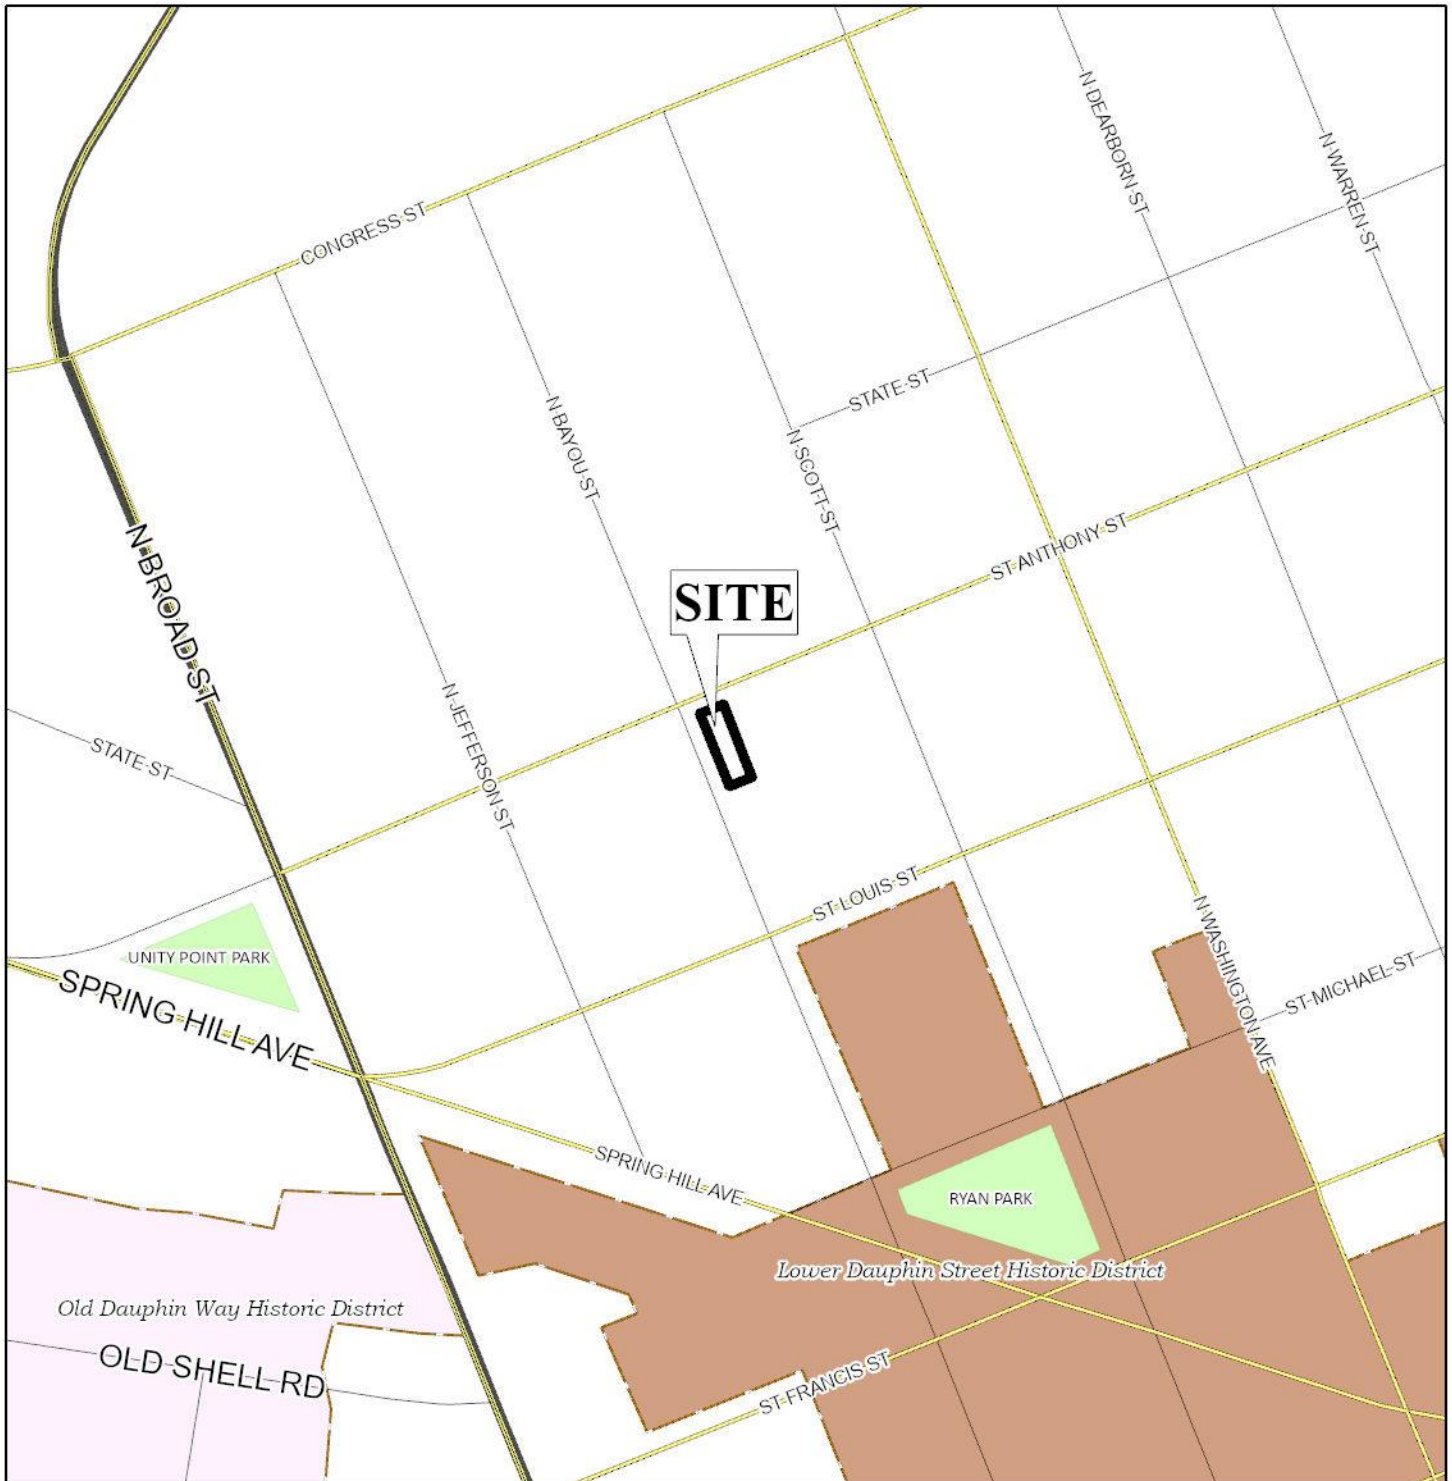 N DEARBORN ST
N WARREN ST
CONGRESS ST
STATE ST
N BAYOU ST
N SCOTT ST
ST ANTHONY ST
N BROAD ST
SITE
N JEFFERSON ST
STATE ST
ST LOUIS ST
UNITY POINT PARK
SPRING HILL AVE
N WASHINGTON AVE
ST MICHAEL ST
SPRING HILL AVE
RYAN PARK
Lower Dauphin Street Historic District
Old Dauphin Way Historic District
OLD SHELL RD
ST FRANCIS ST